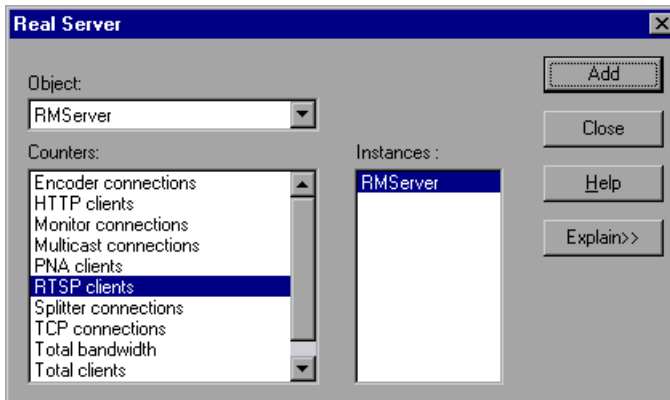 Real Server
Object:
RMServer
Counters:
Encoder connections
HTTP clients
Monitor connections
Multicast connections
PNA clients
RTSP clients
Splitter connections
TCP connections
Total bandwidth
Total clients
Instances :
RMServer
Add
Close
Help
Explain>>